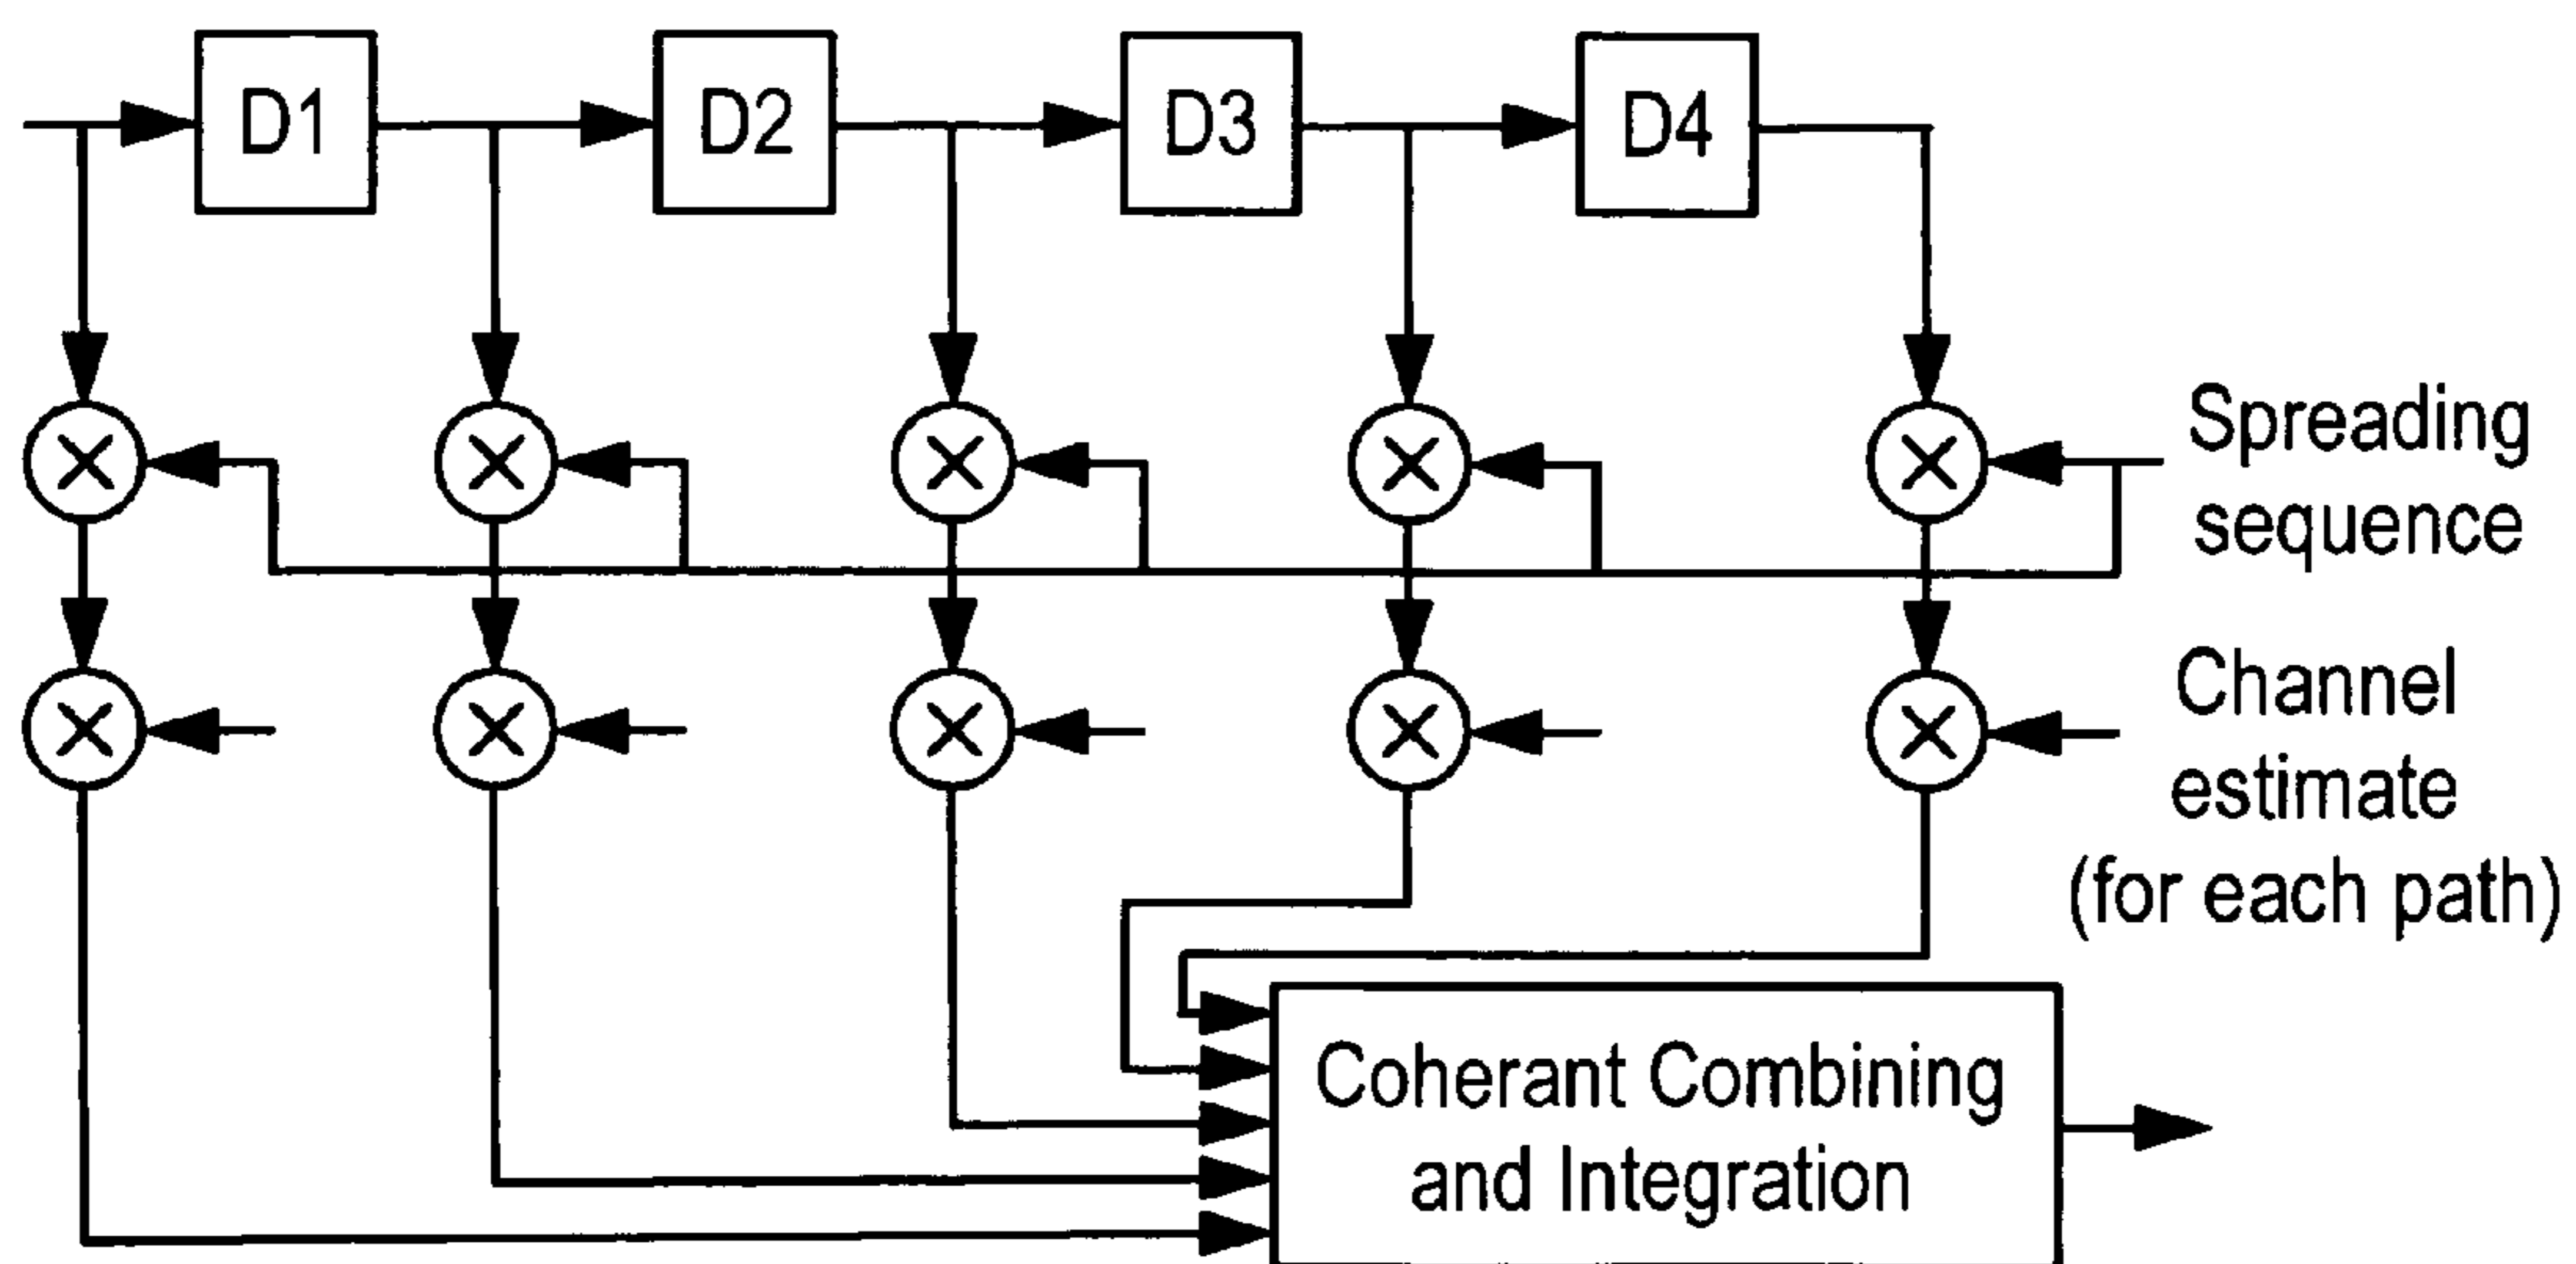 D1
D2
D3
D4
Spreading
sequence
Channel
estimate
(for each path)
Coherant Combining
and Integration